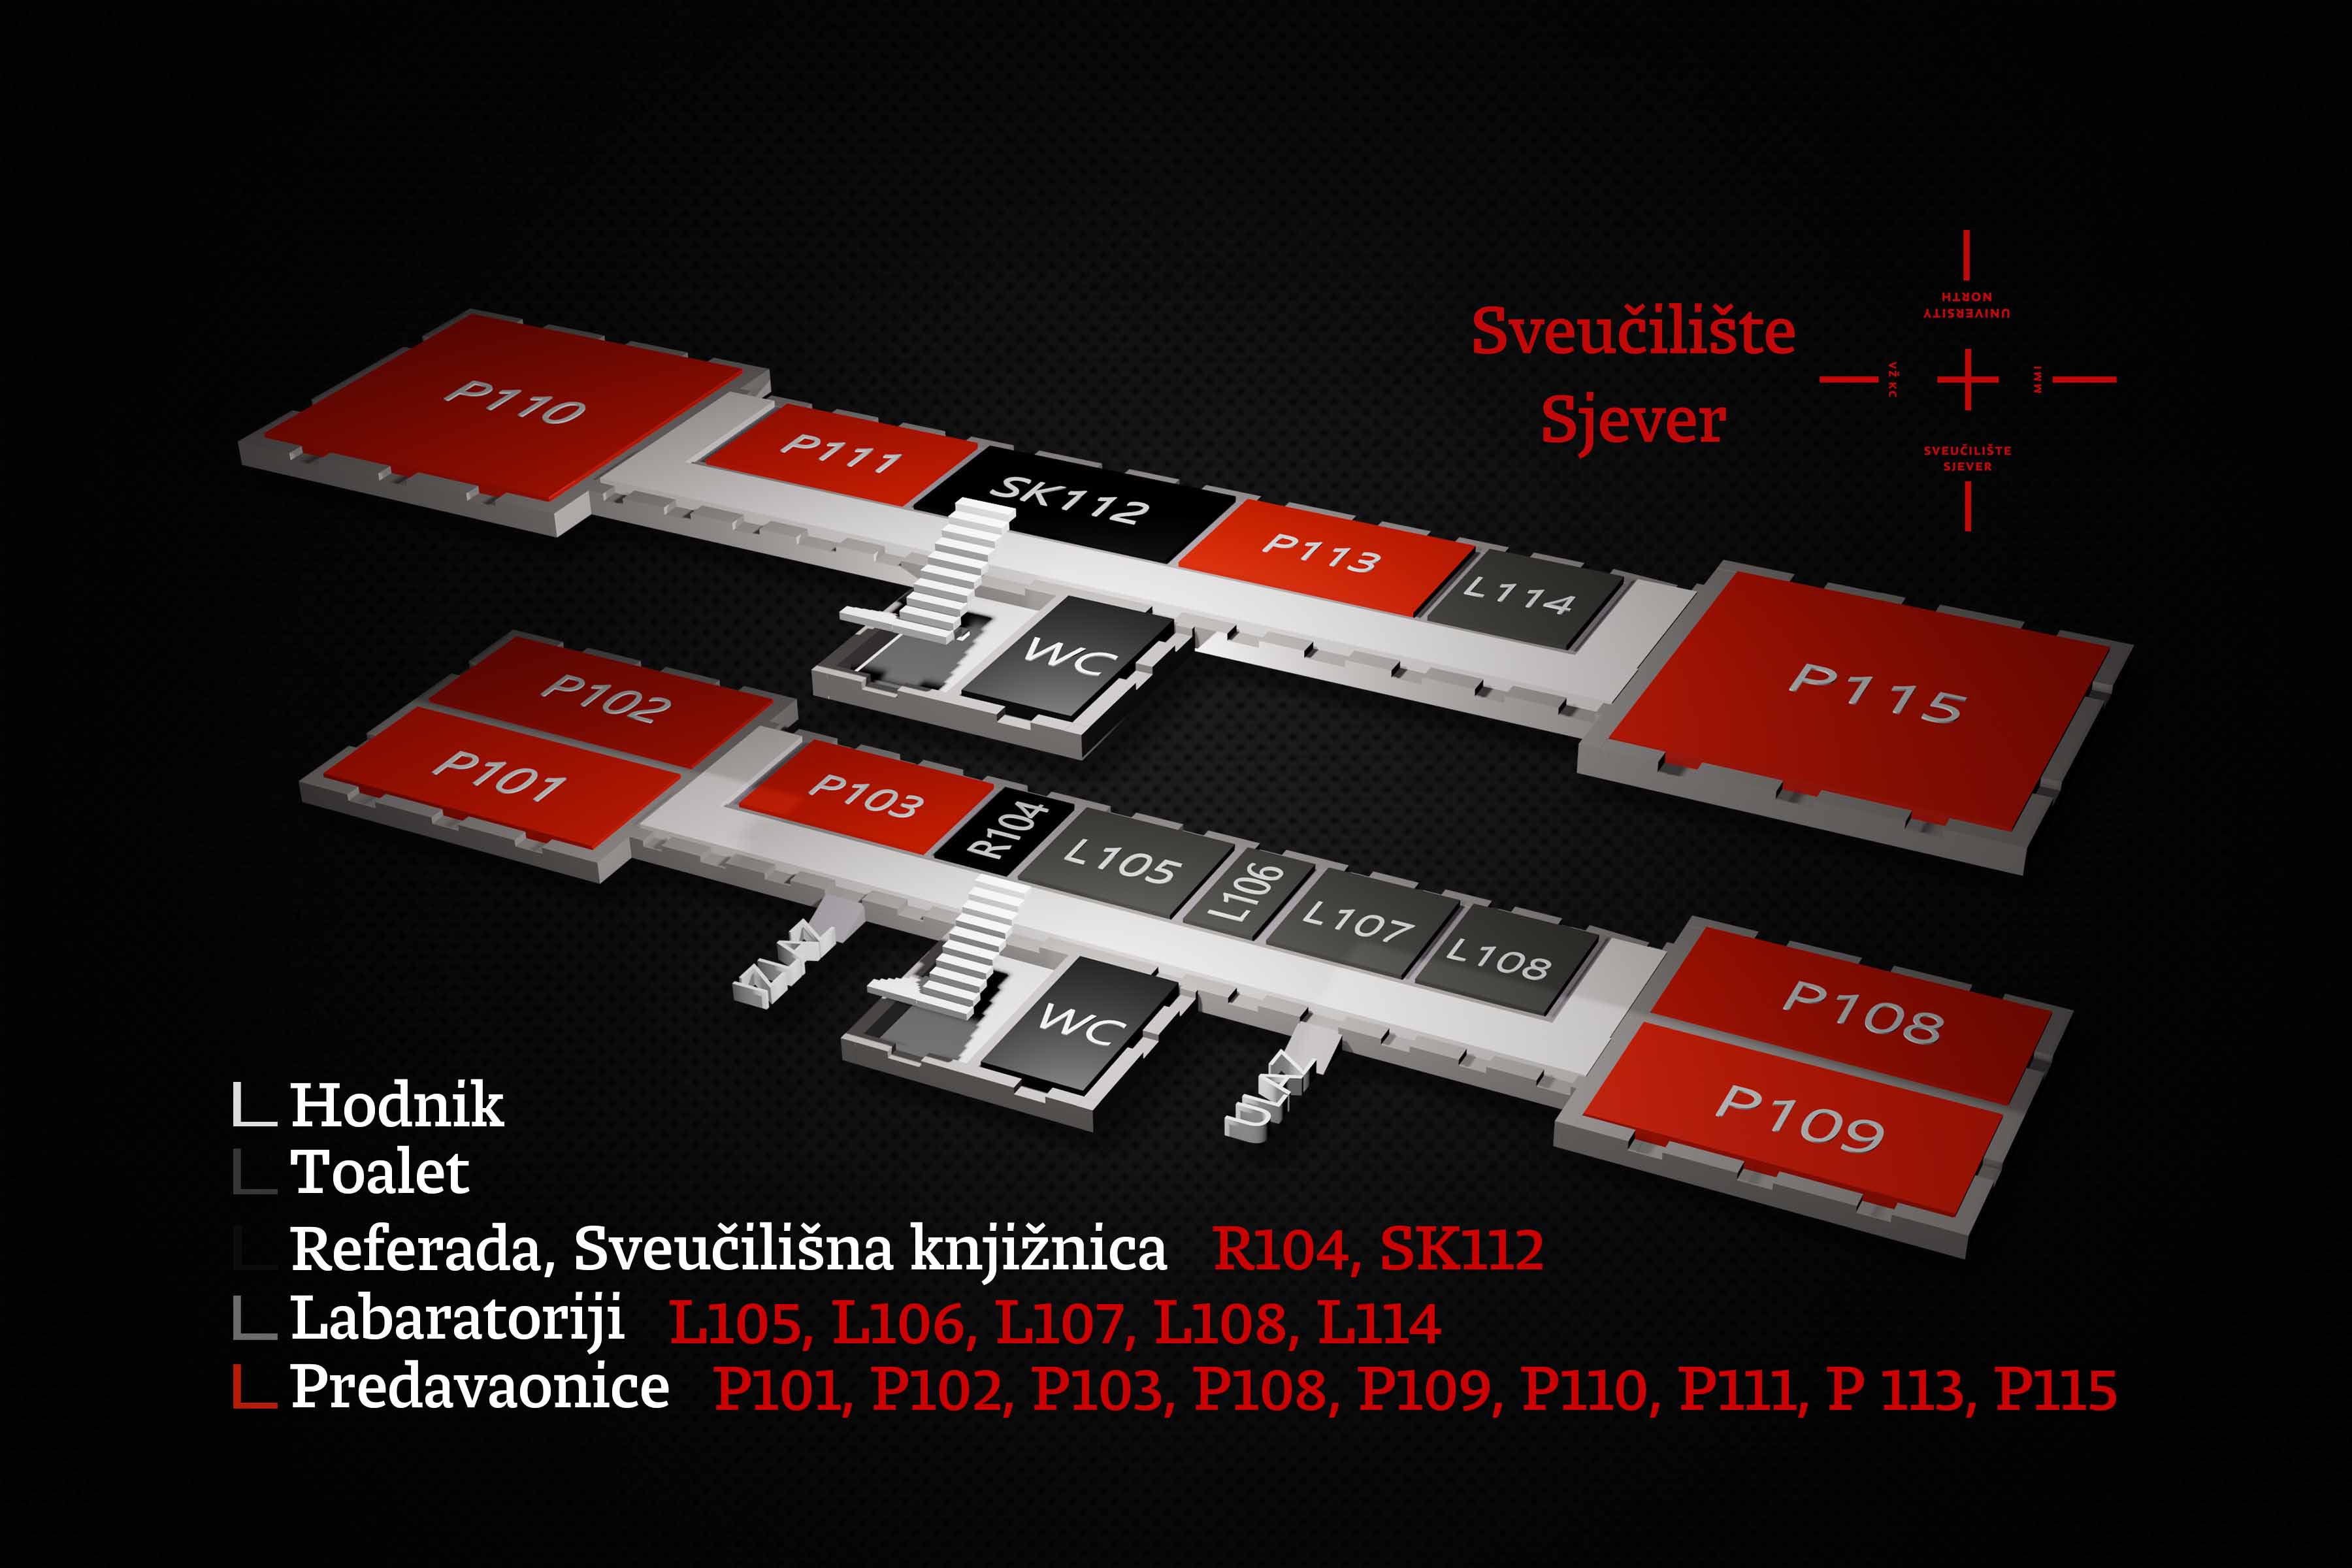 Sveučilište
Sjever
UNIVERSITY
NORTH
VŽ KC
WWI
SVEUČILIŠTE
SJEVER
P110
P111
SK112
P113
L114
WC
P115
P102
P101
P103
R104
L105
L106
L107
L108
WC
P108
P109
IZLAZ
ULAZ
Hodnik
Toalet
Referada, Sveučilišna knjižnica R104, SK112
Labaratoriji L105, L106, L107, L108, L114
Predavaonice P101, P102, P103, P108, P109, P110, P111, P 113, P115